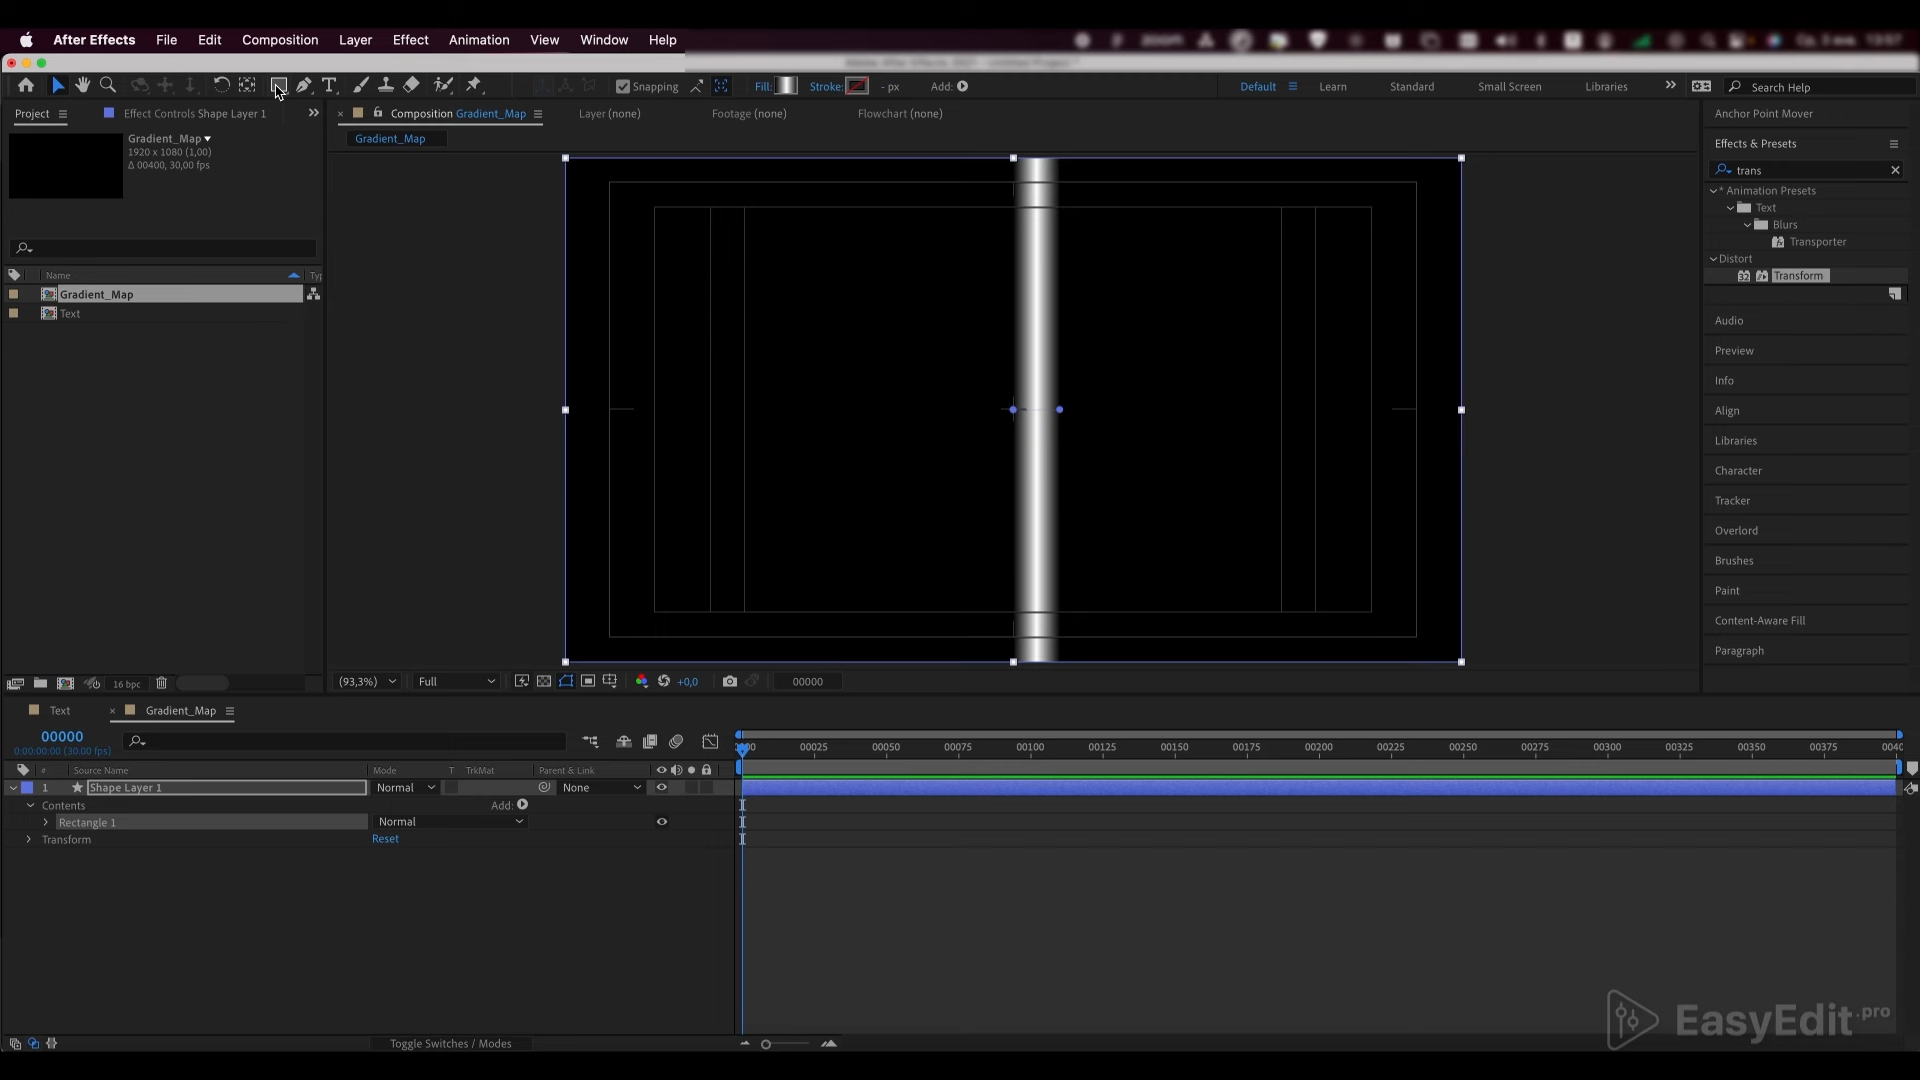 After Effects File Edit Composition Layer Effect Animation View Window Help
Snapping Fill: Stroke: - px Add: Default Learn Standard Small Screen Libraries Search Help
Project Effect Controls Shape Layer 1
Gradient_Map
1920 x 1080 (1,00)
Δ 00400, 30,00 fps
Name Typ
Gradient_Map
Text
16 bpc
Composition Gradient_Map Layer (none) Footage (none) Flowchart (none)
Gradient_Map
(93,3%) Full +0,0 00000
Anchor Point Mover
Effects & Presets
trans
* Animation Presets
Text
Blurs
Transporter
Distort
32 Transform
Audio
Preview
Info
Align
Libraries
Character
Tracker
Overlord
Brushes
Paint
Content-Aware Fill
Paragraph
Text Gradient_Map
00000
0:00:00:00 (30.00 fps)
00025 00050 00075 00100 00125 00150 00175 00200 00225 00250 00275 00300 00325 00350 00375
# Source Name Mode T TrkMat Parent & Link
1 Shape Layer 1 Normal None
Contents Add:
Rectangle 1 Normal
Transform Reset
Toggle Switches / Modes
EasyEdit.pro